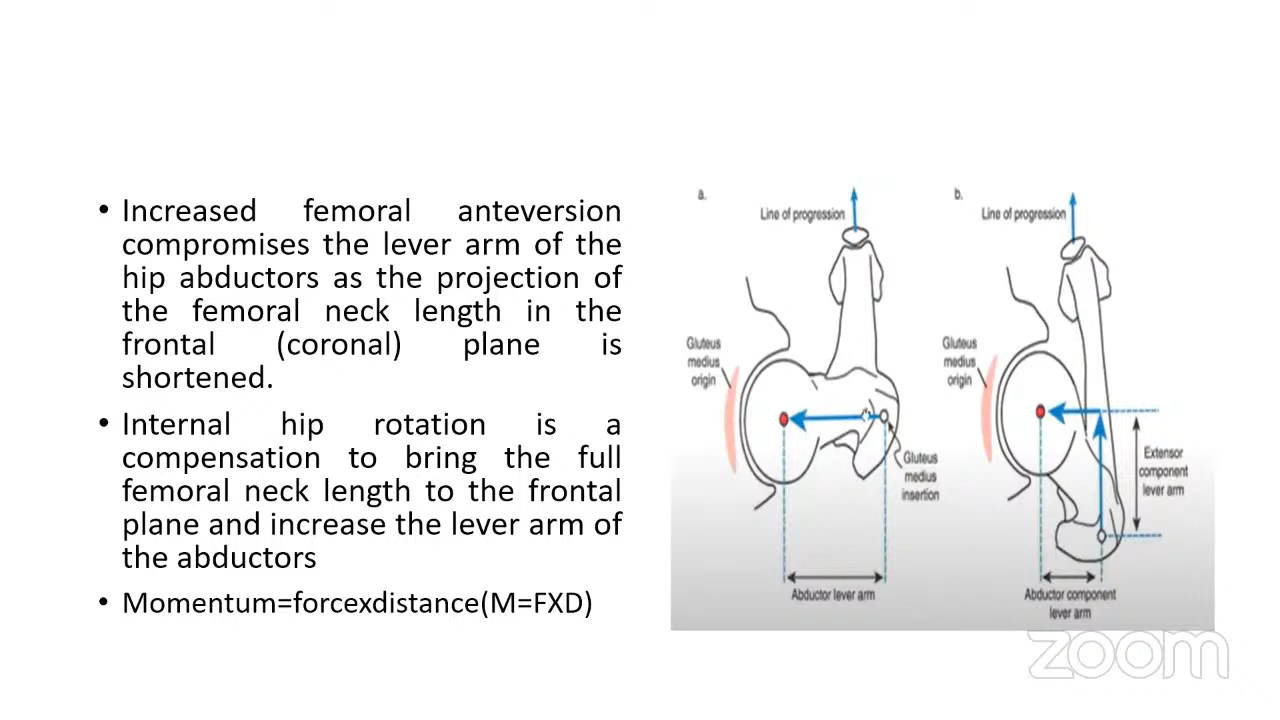 • Increased femoral anteversion
compromises the lever arm of the
hip abductors as the projection of
the femoral neck length in the
frontal (coronal) plane is
shortened.
• Internal hip rotation is a
compensation to bring the full
femoral neck length to the frontal
plane and increase the lever arm of
the abductors
• Momentum=forcexdistance(M=FXD)
a.
Line of progression
Gluteus
medius
origin
Gluteus
medius
insertion
Abductor lever arm
b.
Line of progression
Gluteus
medius
origin
Extensor
component
lever arm
Abductor component
lever arm
zoom